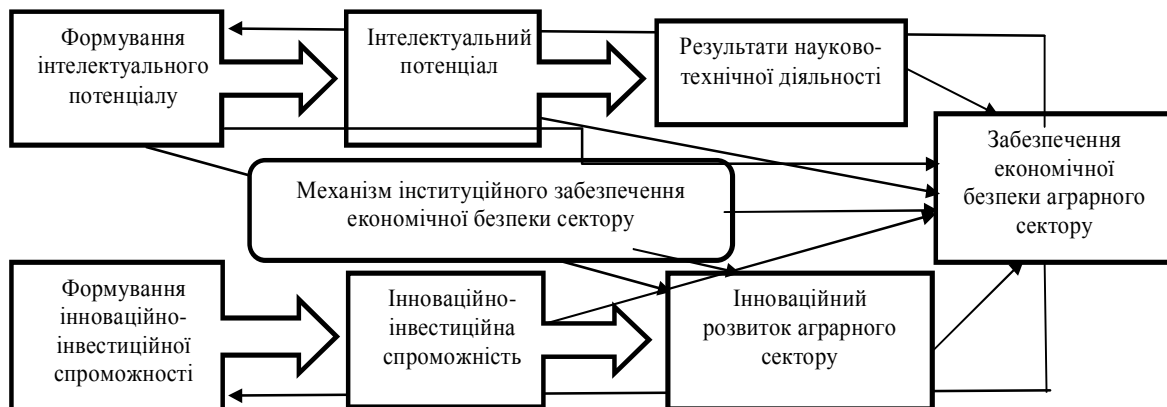 Формування
інтелектуального
потенціалу
Інтелектуальний
потенціал
Результати науково-
технічної діяльності
Забезпечення
економічної
безпеки аграрного
сектору
Механізм інституційного забезпечення
економічної безпеки сектору
Формування
інноваційно-
інвестиційної
спроможності
Інноваційно-
інвестиційна
спроможність
Інноваційний
розвиток аграрного
сектору